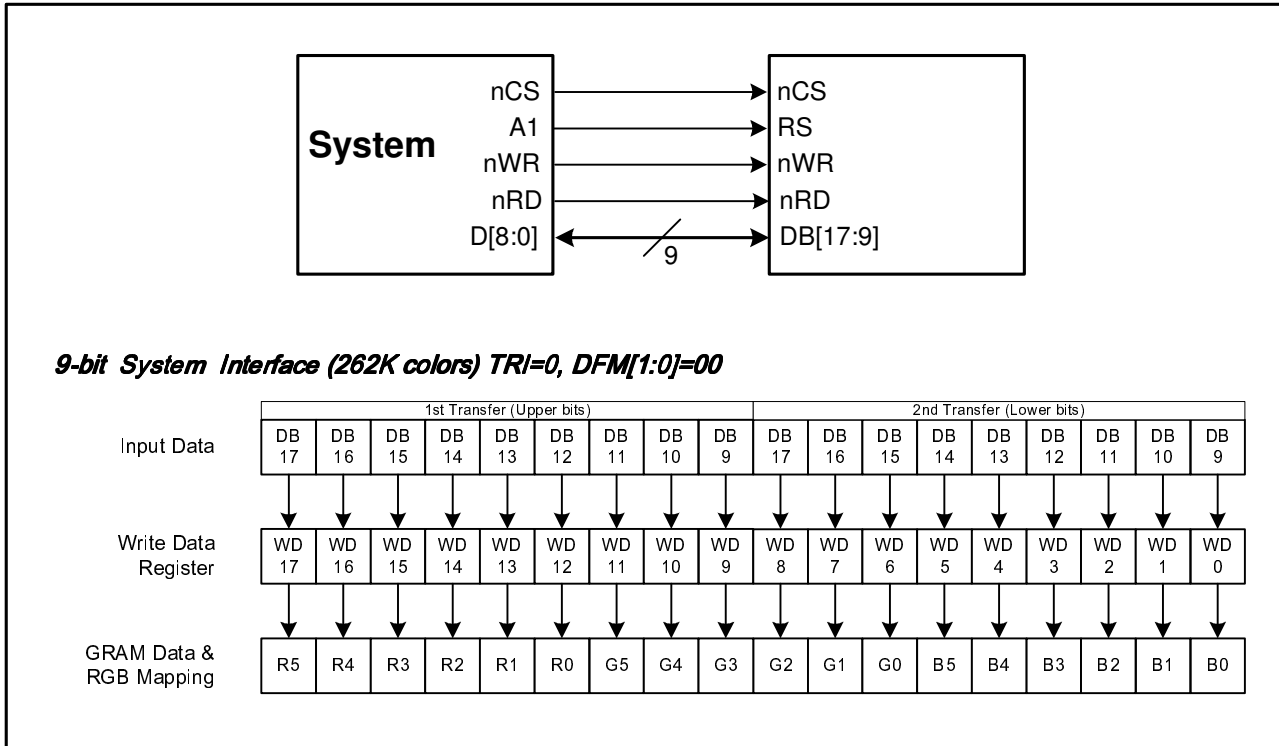 nCS nCS
A1 RS
System
nWR nWR
nRD nRD
D[8:0] DB[17:9]
9
9-bit System Interface (262K colors) TRI=0, DFM[1:0]=00
1st Transfer (Upper bits) 2nd Transfer (Lower bits)
Input Data
DB DB DB DB DB DB DB DB DB DB DB DB DB DB DB DB DB DB
17 16 15 14 13 12 11 10 9 17 16 15 14 13 12 11 10 9
Write Data
Register
WD WD WD WD WD WD WD WD WD WD WD WD WD WD WD WD WD WD
17 16 15 14 13 12 11 10 9 8 7 6 5 4 3 2 1 0
GRAM Data &
RGB Mapping
R5 R4 R3 R2 R1 R0 G5 G4 G3 G2 G1 G0 B5 B4 B3 B2 B1 B0